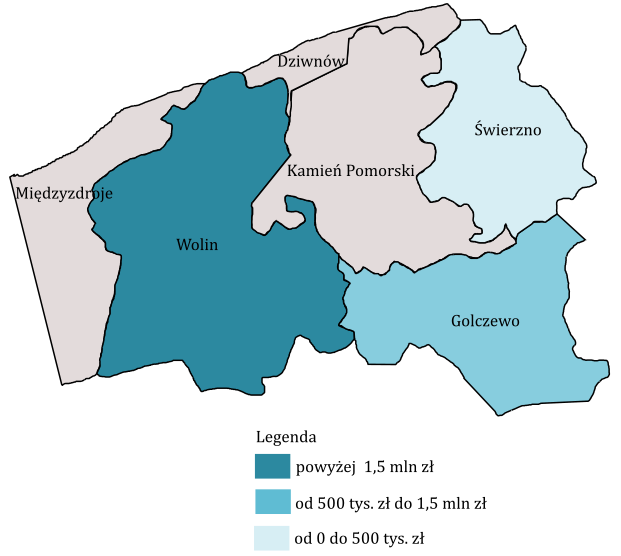 Dziwnów
Świerzno
Kamień Pomorski
Międzyzdroje
Wolin
Golczewo
Legenda
powyżej 1,5 mln zł
od 500 tys. zł do 1,5 mln zł
od 0 do 500 tys. zł